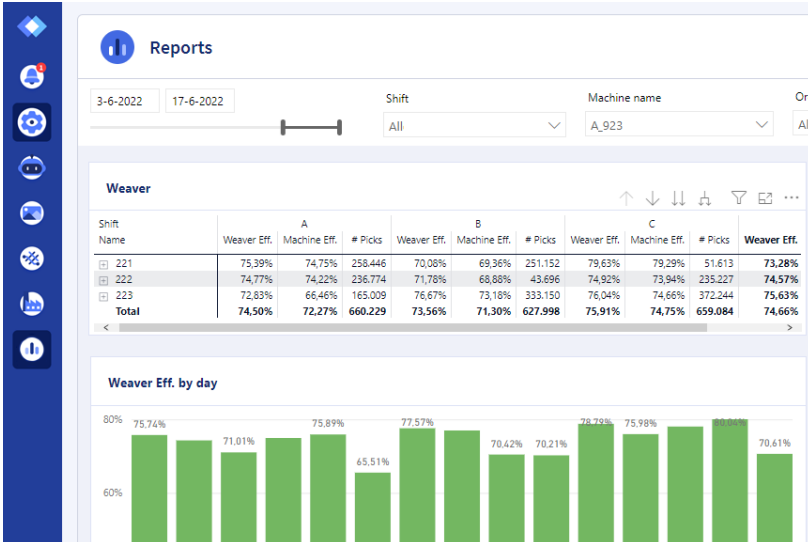 1
Reports
3-6-2022 17-6-2022
Shift
All
Machine name
A_923
Or
Al
Weaver
Shift A B C
Name Weaver Eff. Machine Eff. # Picks Weaver Eff. Machine Eff. # Picks Weaver Eff. Machine Eff. # Picks Weaver Eff.
221 75,39% 74,75% 258.446 70,08% 69,36% 251.152 79,63% 79,29% 51.613 73,28%
222 74,77% 74,22% 236.774 71,78% 68,88% 43.696 74,92% 73,94% 235.227 74,57%
223 72,83% 66,46% 165.009 76,67% 73,18% 333.150 76,04% 74,66% 372.244 75,63%
Total 74,50% 72,27% 660.229 73,56% 71,30% 627.998 75,91% 74,75% 659.084 74,66%
Weaver Eff. by day
80%
60%
75,74% 71,01% 75,89% 65,51% 77,57% 70,42% 70,21% 78,79% 75,98% 80,04% 70,61%